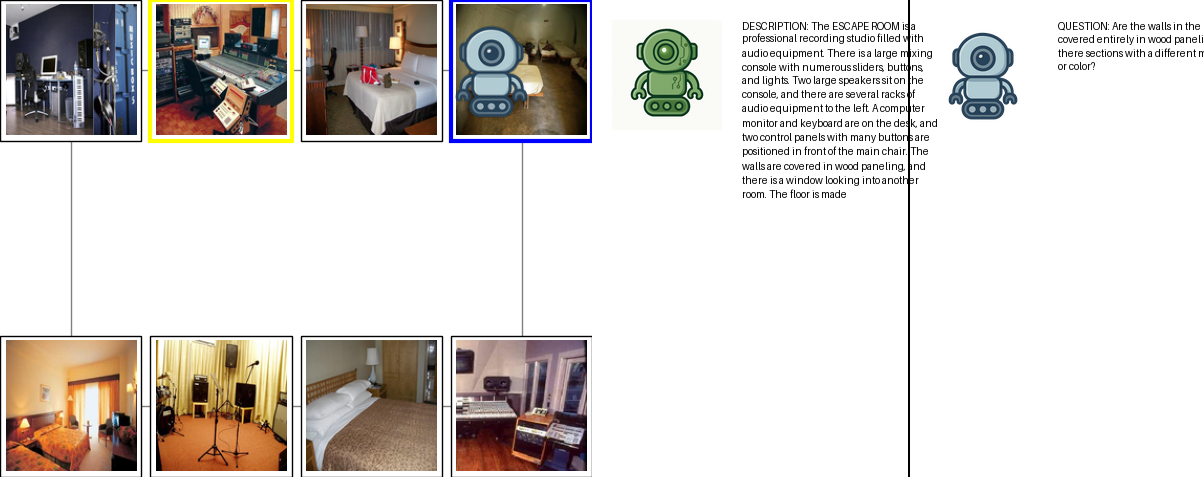 MUSIC BOX 5
DESCRIPTION: The ESCAPE ROOM is a
professional recording studio filled with
audio equipment. There is a large mixing
console with numerous sliders, buttons,
and lights. Two large speakers sit on the
console, and there are several racks of
audio equipment to the left. A computer
monitor and keyboard are on the desk, and
two control panels with many buttons are
positioned in front of the main chair. The
walls are covered in wood paneling, and
there is a window looking into another
room. The floor is made
QUESTION: Are the walls in the
covered entirely in wood paneli
there sections with a different m
or color?